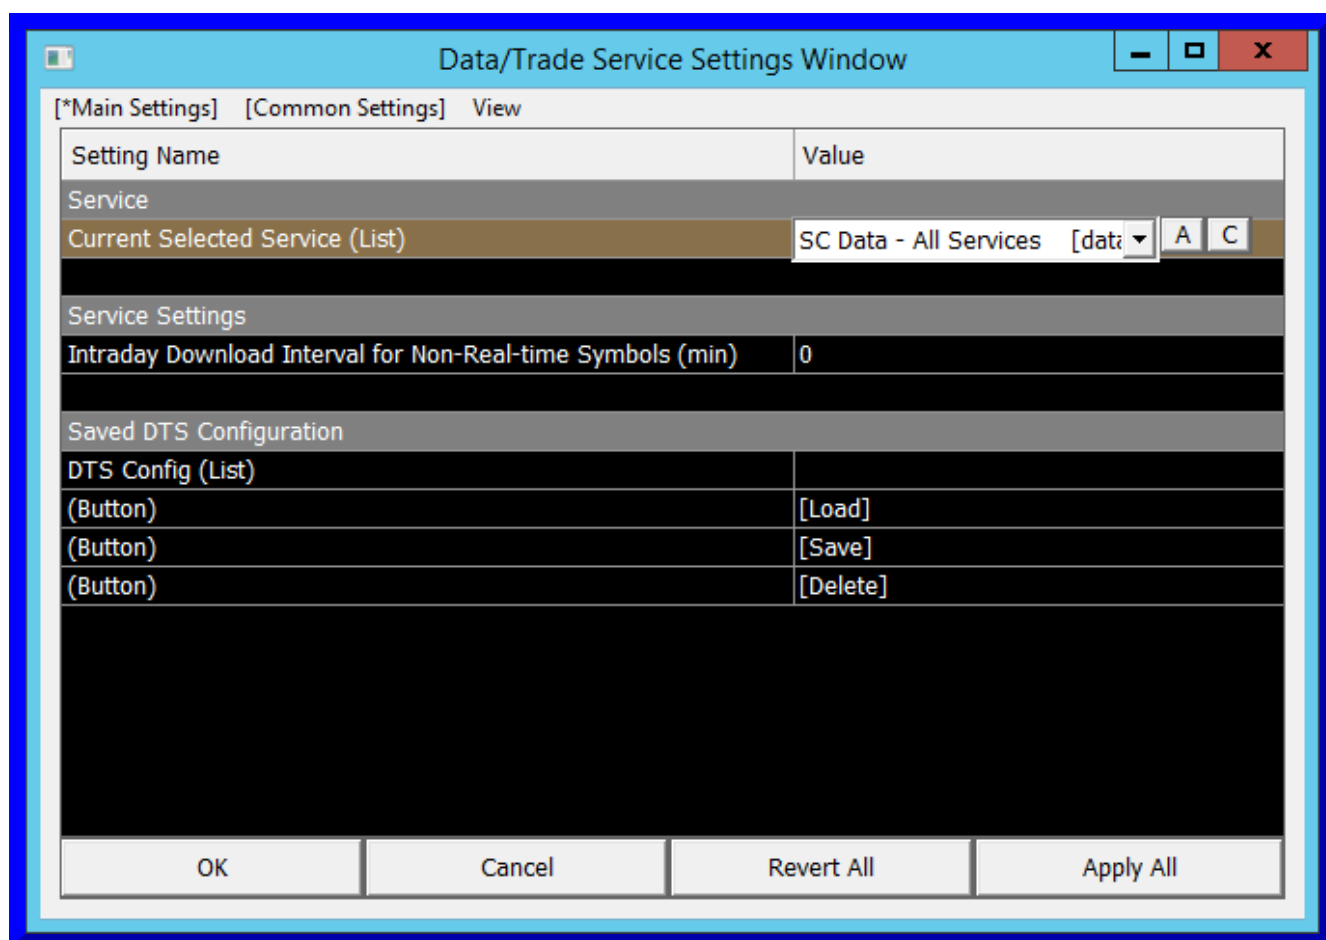 Data/Trade Service Settings Window
[*Main Settings] [Common Settings] View
Setting Name Value
Service
Current Selected Service (List) SC Data - All Services [data A C
Service Settings
Intraday Download Interval for Non-Real-time Symbols (min) 0
Saved DTS Configuration
DTS Config (List)
(Button) [Load]
(Button) [Save]
(Button) [Delete]
OK Cancel Revert All Apply All